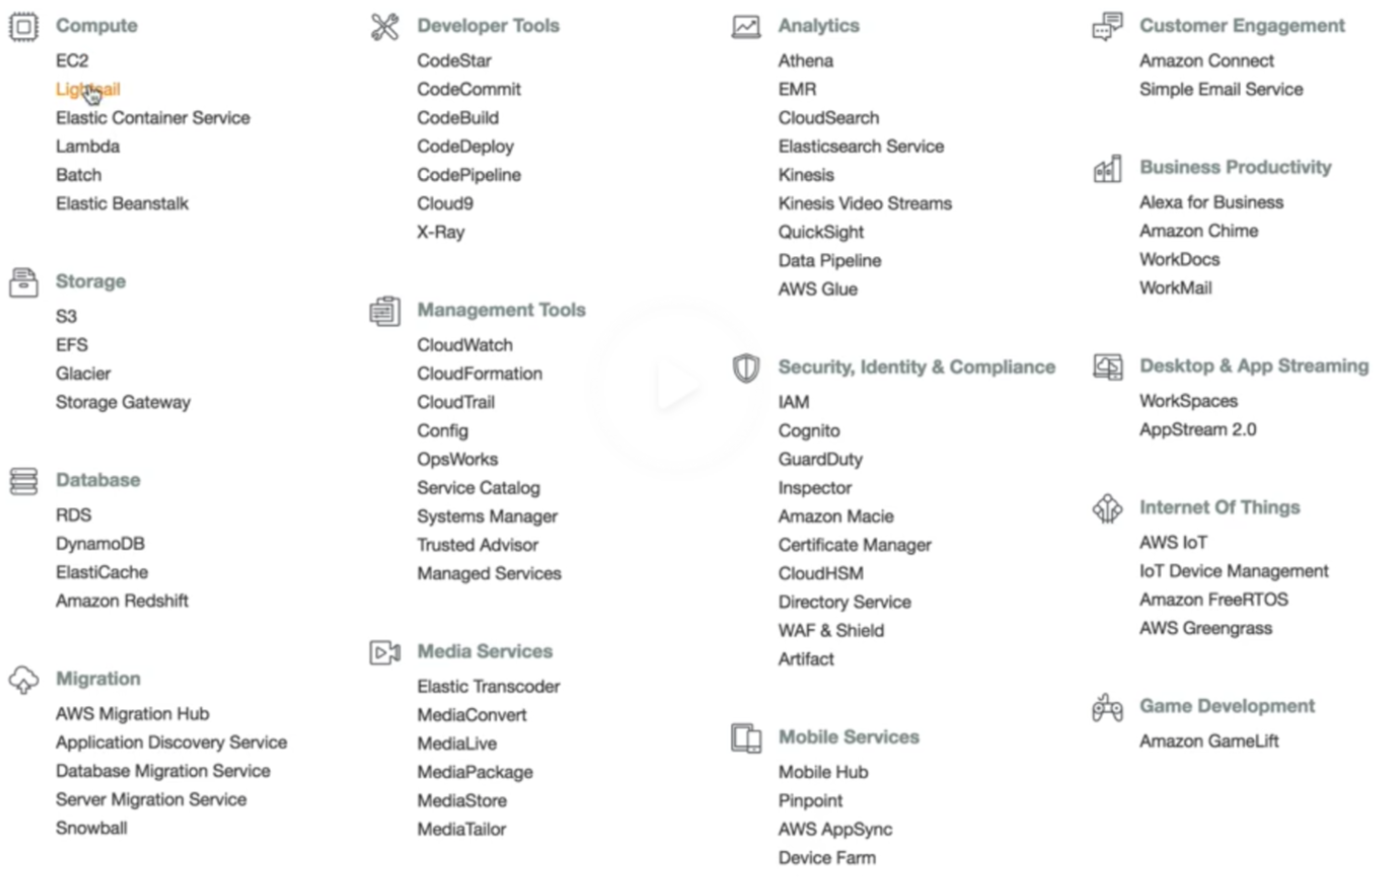 Compute
EC2
Lightsail
Elastic Container Service
Lambda
Batch
Elastic Beanstalk
Storage
S3
EFS
Glacier
Storage Gateway
Database
RDS
DynamoDB
ElastiCache
Amazon Redshift
Migration
AWS Migration Hub
Application Discovery Service
Database Migration Service
Server Migration Service
Snowball
Developer Tools
CodeStar
CodeCommit
CodeBuild
CodeDeploy
CodePipeline
Cloud9
X-Ray
Management Tools
CloudWatch
CloudFormation
CloudTrail
Config
OpsWorks
Service Catalog
Systems Manager
Trusted Advisor
Managed Services
Media Services
Elastic Transcoder
MediaConvert
MediaLive
MediaPackage
MediaStore
MediaTailor
Analytics
Athena
EMR
CloudSearch
Elasticsearch Service
Kinesis
Kinesis Video Streams
QuickSight
Data Pipeline
AWS Glue
Security, Identity & Compliance
IAM
Cognito
GuardDuty
Inspector
Amazon Macie
Certificate Manager
CloudHSM
Directory Service
WAF & Shield
Artifact
Mobile Services
Mobile Hub
Pinpoint
AWS AppSync
Device Farm
Customer Engagement
Amazon Connect
Simple Email Service
Business Productivity
Alexa for Business
Amazon Chime
WorkDocs
WorkMail
Desktop & App Streaming
WorkSpaces
AppStream 2.0
Internet Of Things
AWS IoT
IoT Device Management
Amazon FreeRTOS
AWS Greengrass
Game Development
Amazon GameLift